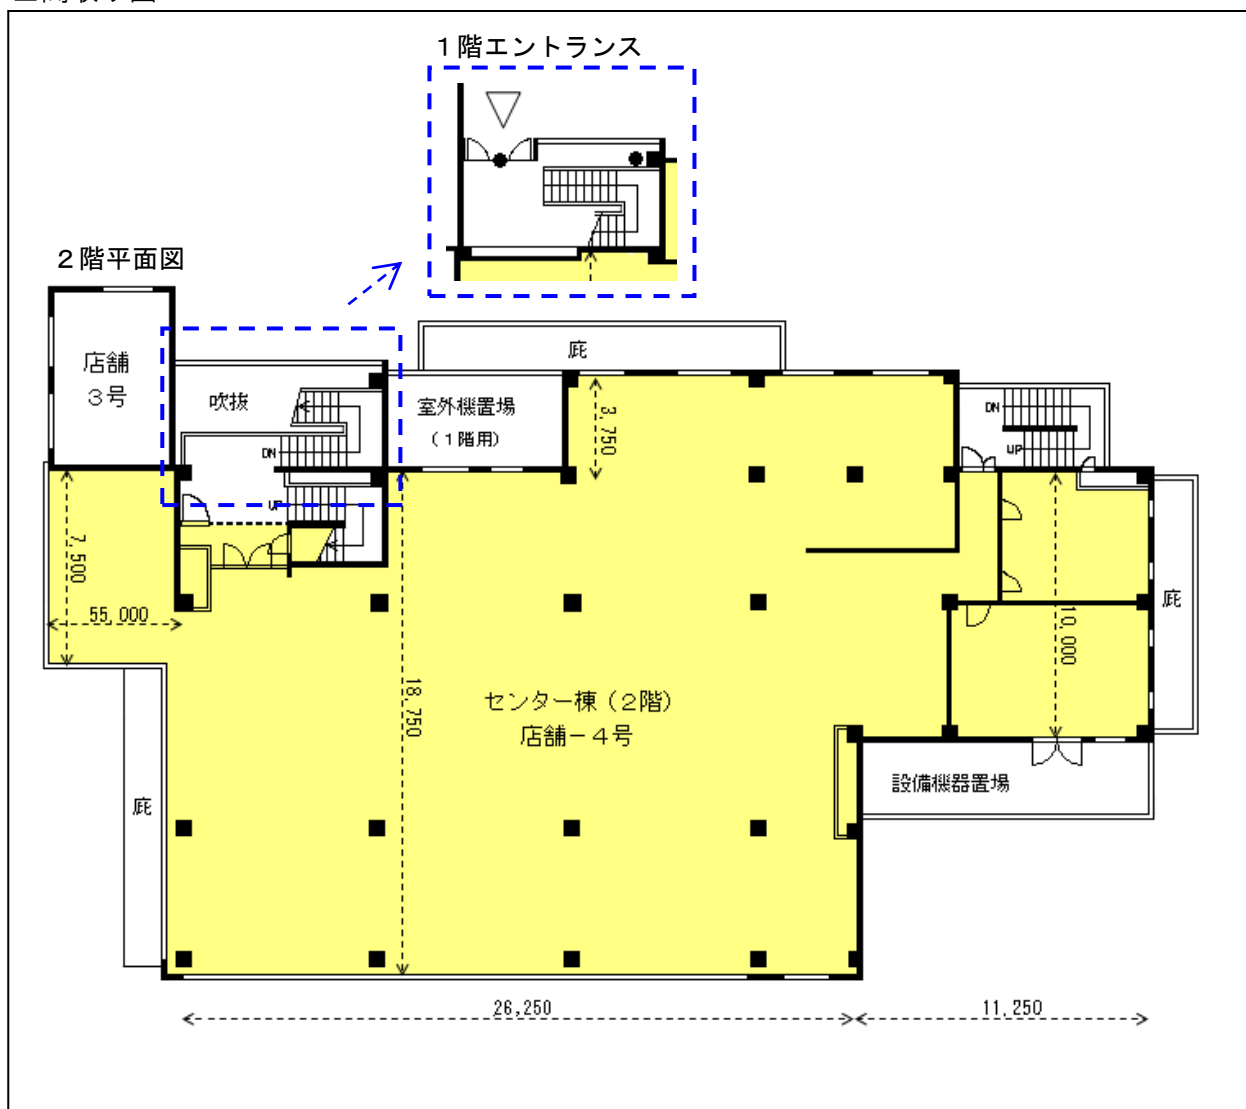 1階エントランス
2階平面図
庇
店舗
3号
吹抜
室外機置場
(1階用)
3,750
DN
UP
DN
UP
7,500
55,000
10,000
庇
18,750
センター棟(2階)
店舗-4号
設備機器置場
庇
26,250
11,250